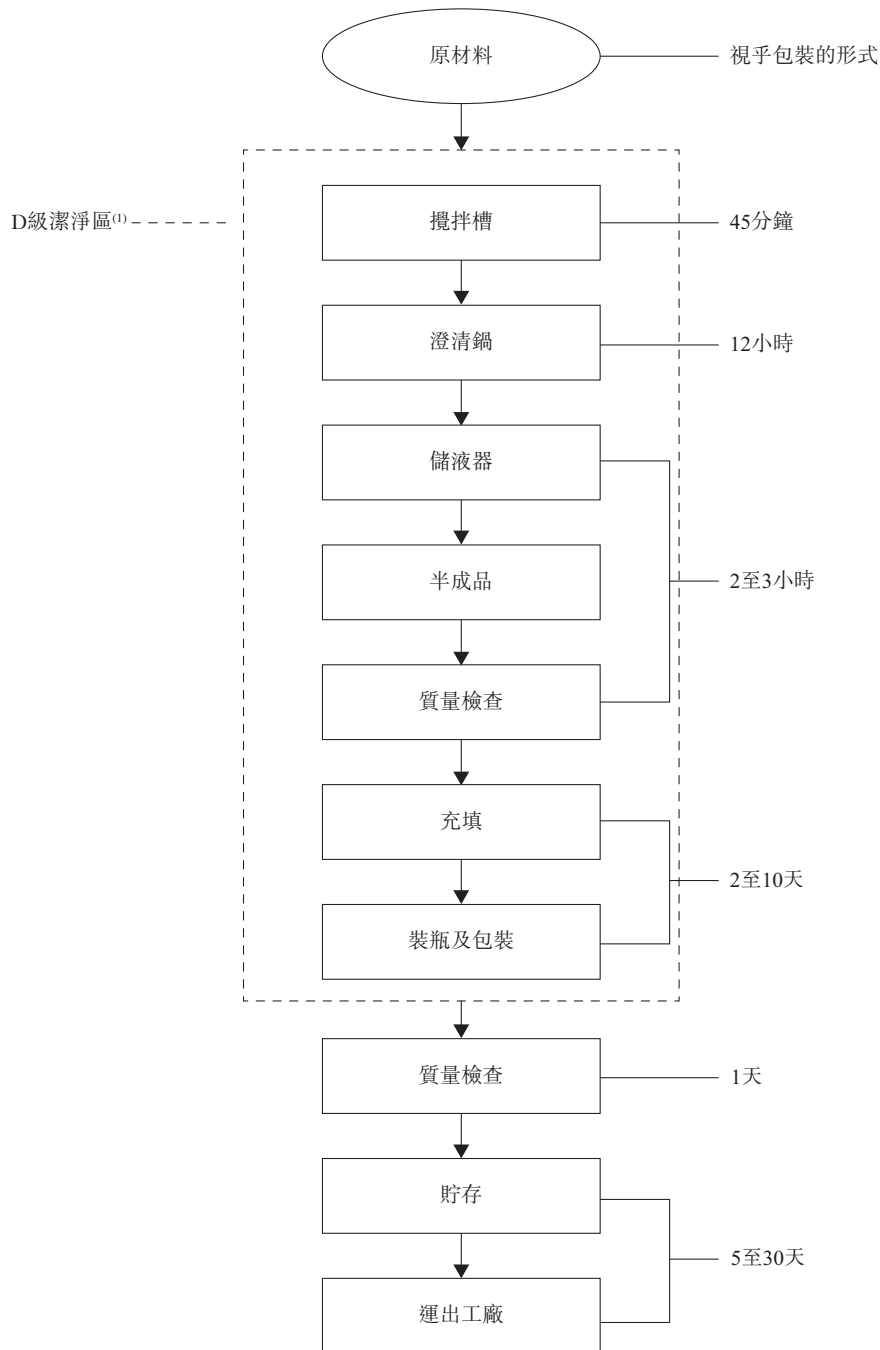 原材料
視乎包裝的形式
D級潔淨區(1)
攪拌槽
45分鐘
澄清鍋
12小時
儲液器
半成品
2至3小時
質量檢查
充填
2至10天
裝瓶及包裝
質量檢查
1天
貯存
5至30天
運出工廠